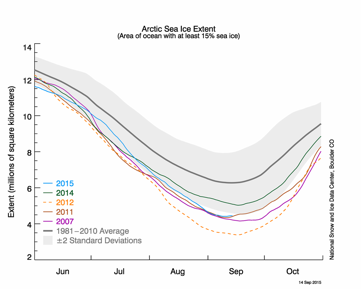 Arctic Sea Ice Extent
(Area of ocean with at least 15% sea ice)
14
12
10
8
6
4
2
Extent (millions of square kilometers)
2015
2014
2012
2011
2007
1981–2010 Average
±2 Standard Deviations
Jun
Jul
Aug
Sep
Oct
National Snow and Ice Data Center, Boulder CO
14 Sep 2015